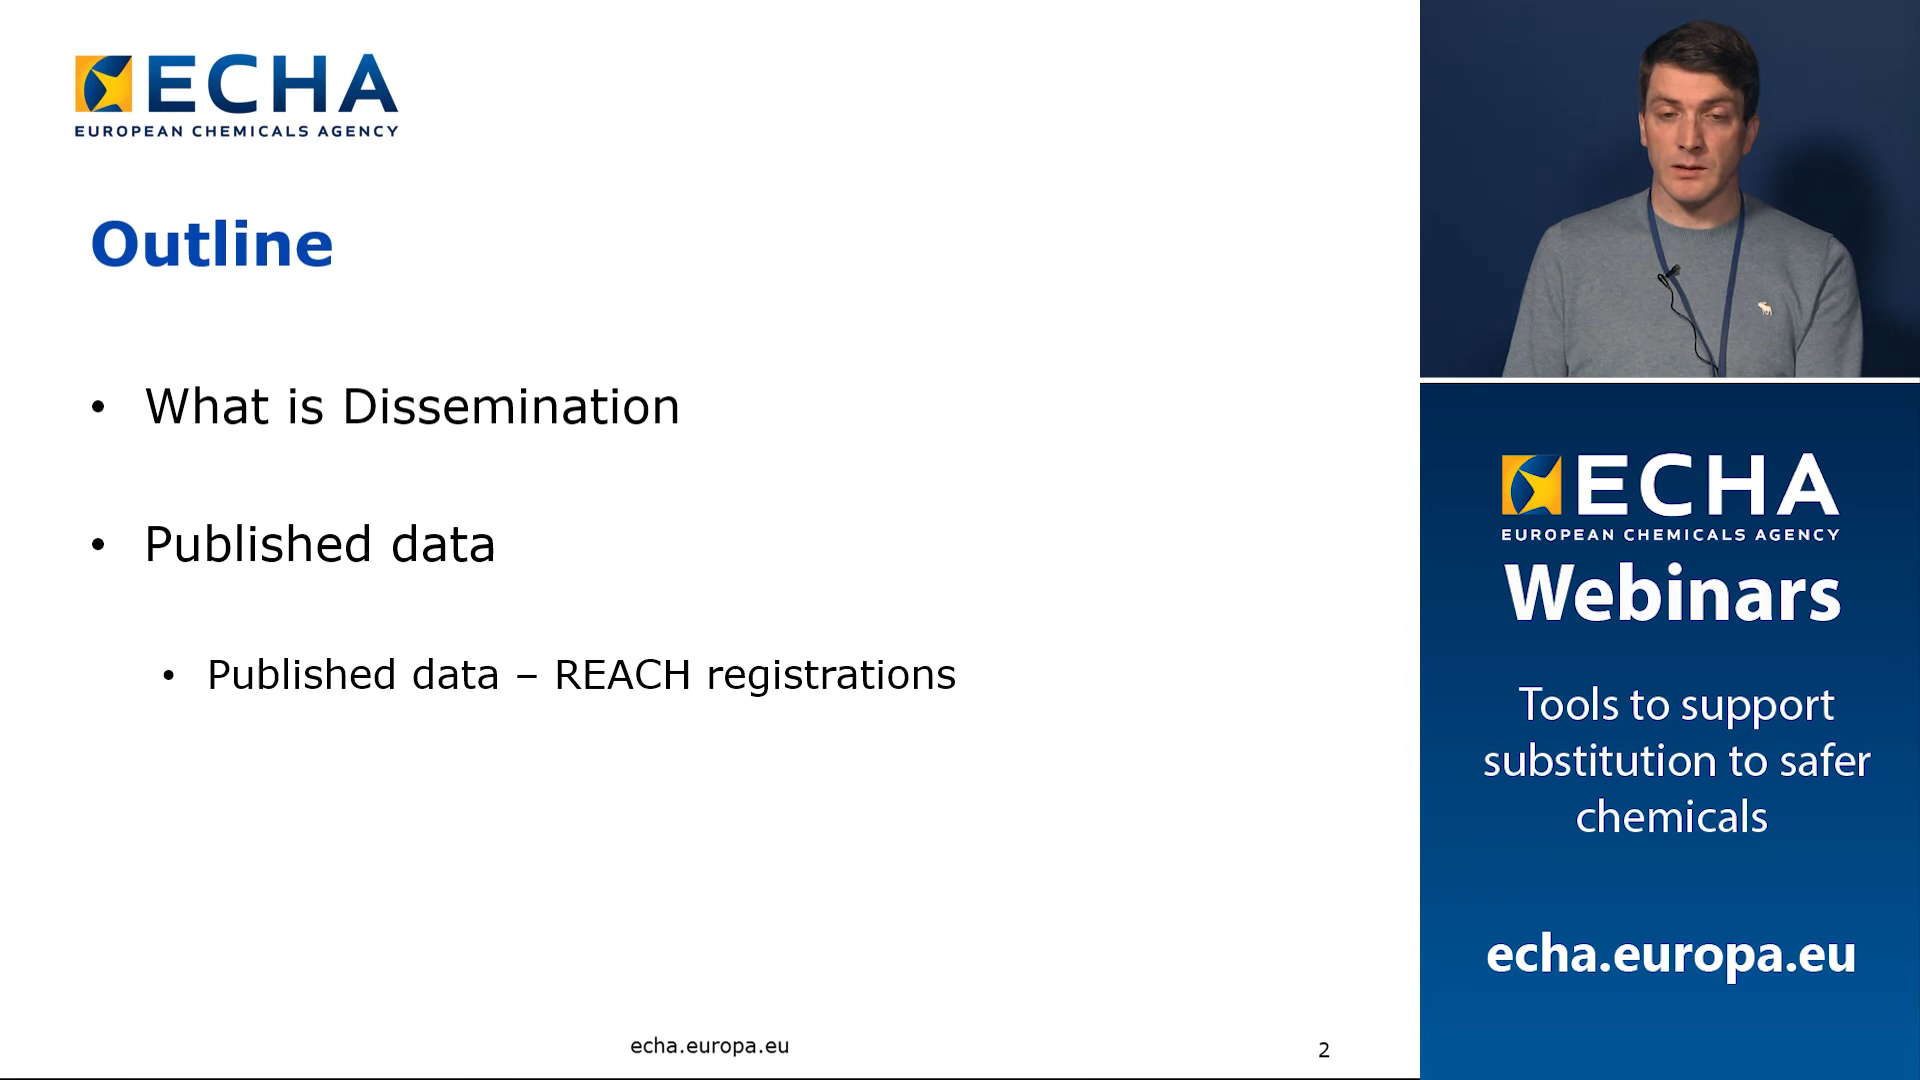 ECHA
EUROPEAN CHEMICALS AGENCY
Outline
• What is Dissemination
• Published data
• Published data – REACH registrations
echa.europa.eu
2
ECHA
EUROPEAN CHEMICALS AGENCY
Webinars
Tools to support
substitution to safer
chemicals
echa.europa.eu